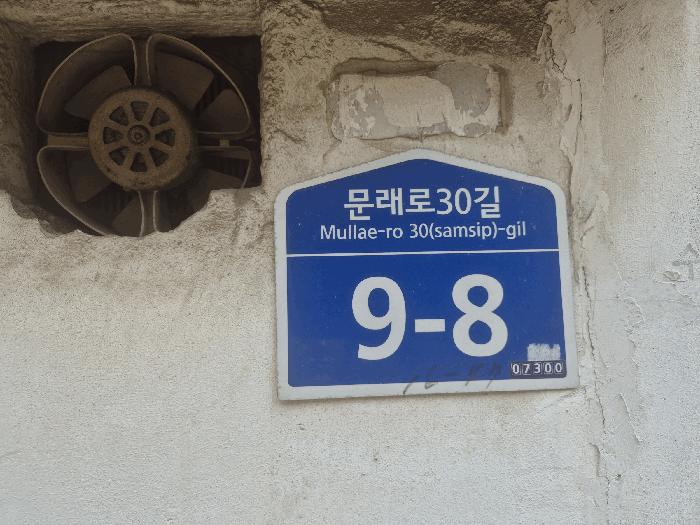 문래로30길
Mullae-ro 30(samsip)-gil
9-8
07300